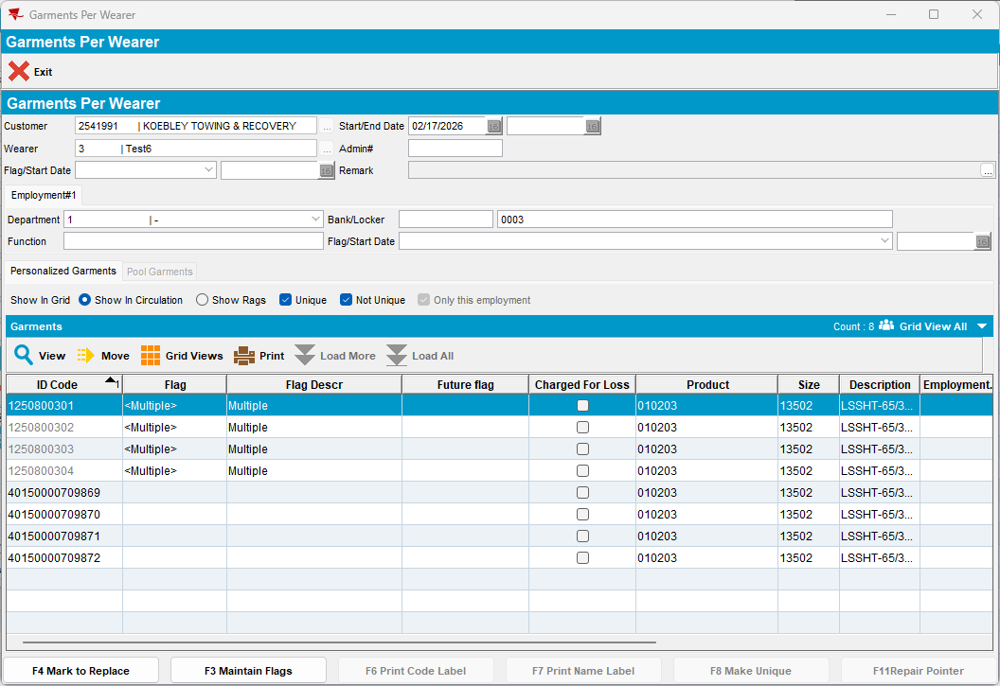 Garments Per Wearer
Garments Per Wearer
Exit
Garments Per Wearer
Customer 2541991 | KOEBLEY TOWING & RECOVERY ... Start/End Date 02/17/2026 16 16
Wearer 3 | Test6 ... Admin#
Flag/Start Date 16 Remark ...
Employment#1
Department 1 | - Bank/Locker 0003
Function Flag/Start Date 16
Personalized Garments Pool Garments
Show In Grid Show In Circulation Show Rags Unique Not Unique Only this employment
Garments Count : 8 Grid View All
View Move Grid Views Print Load More Load All
ID Code 1 Flag Flag Descr Future flag Charged For Loss Product Size Description Employment.
1250800301 <Multiple> Multiple 010203 13502 LSSHT-65/3...
1250800302 <Multiple> Multiple 010203 13502 LSSHT-65/3...
1250800303 <Multiple> Multiple 010203 13502 LSSHT-65/3...
1250800304 <Multiple> Multiple 010203 13502 LSSHT-65/3...
40150000709869 010203 13502 LSSHT-65/3...
40150000709870 010203 13502 LSSHT-65/3...
40150000709871 010203 13502 LSSHT-65/3...
40150000709872 010203 13502 LSSHT-65/3...
F4 Mark to Replace F3 Maintain Flags F6 Print Code Label F7 Print Name Label F8 Make Unique F11Repair Pointer